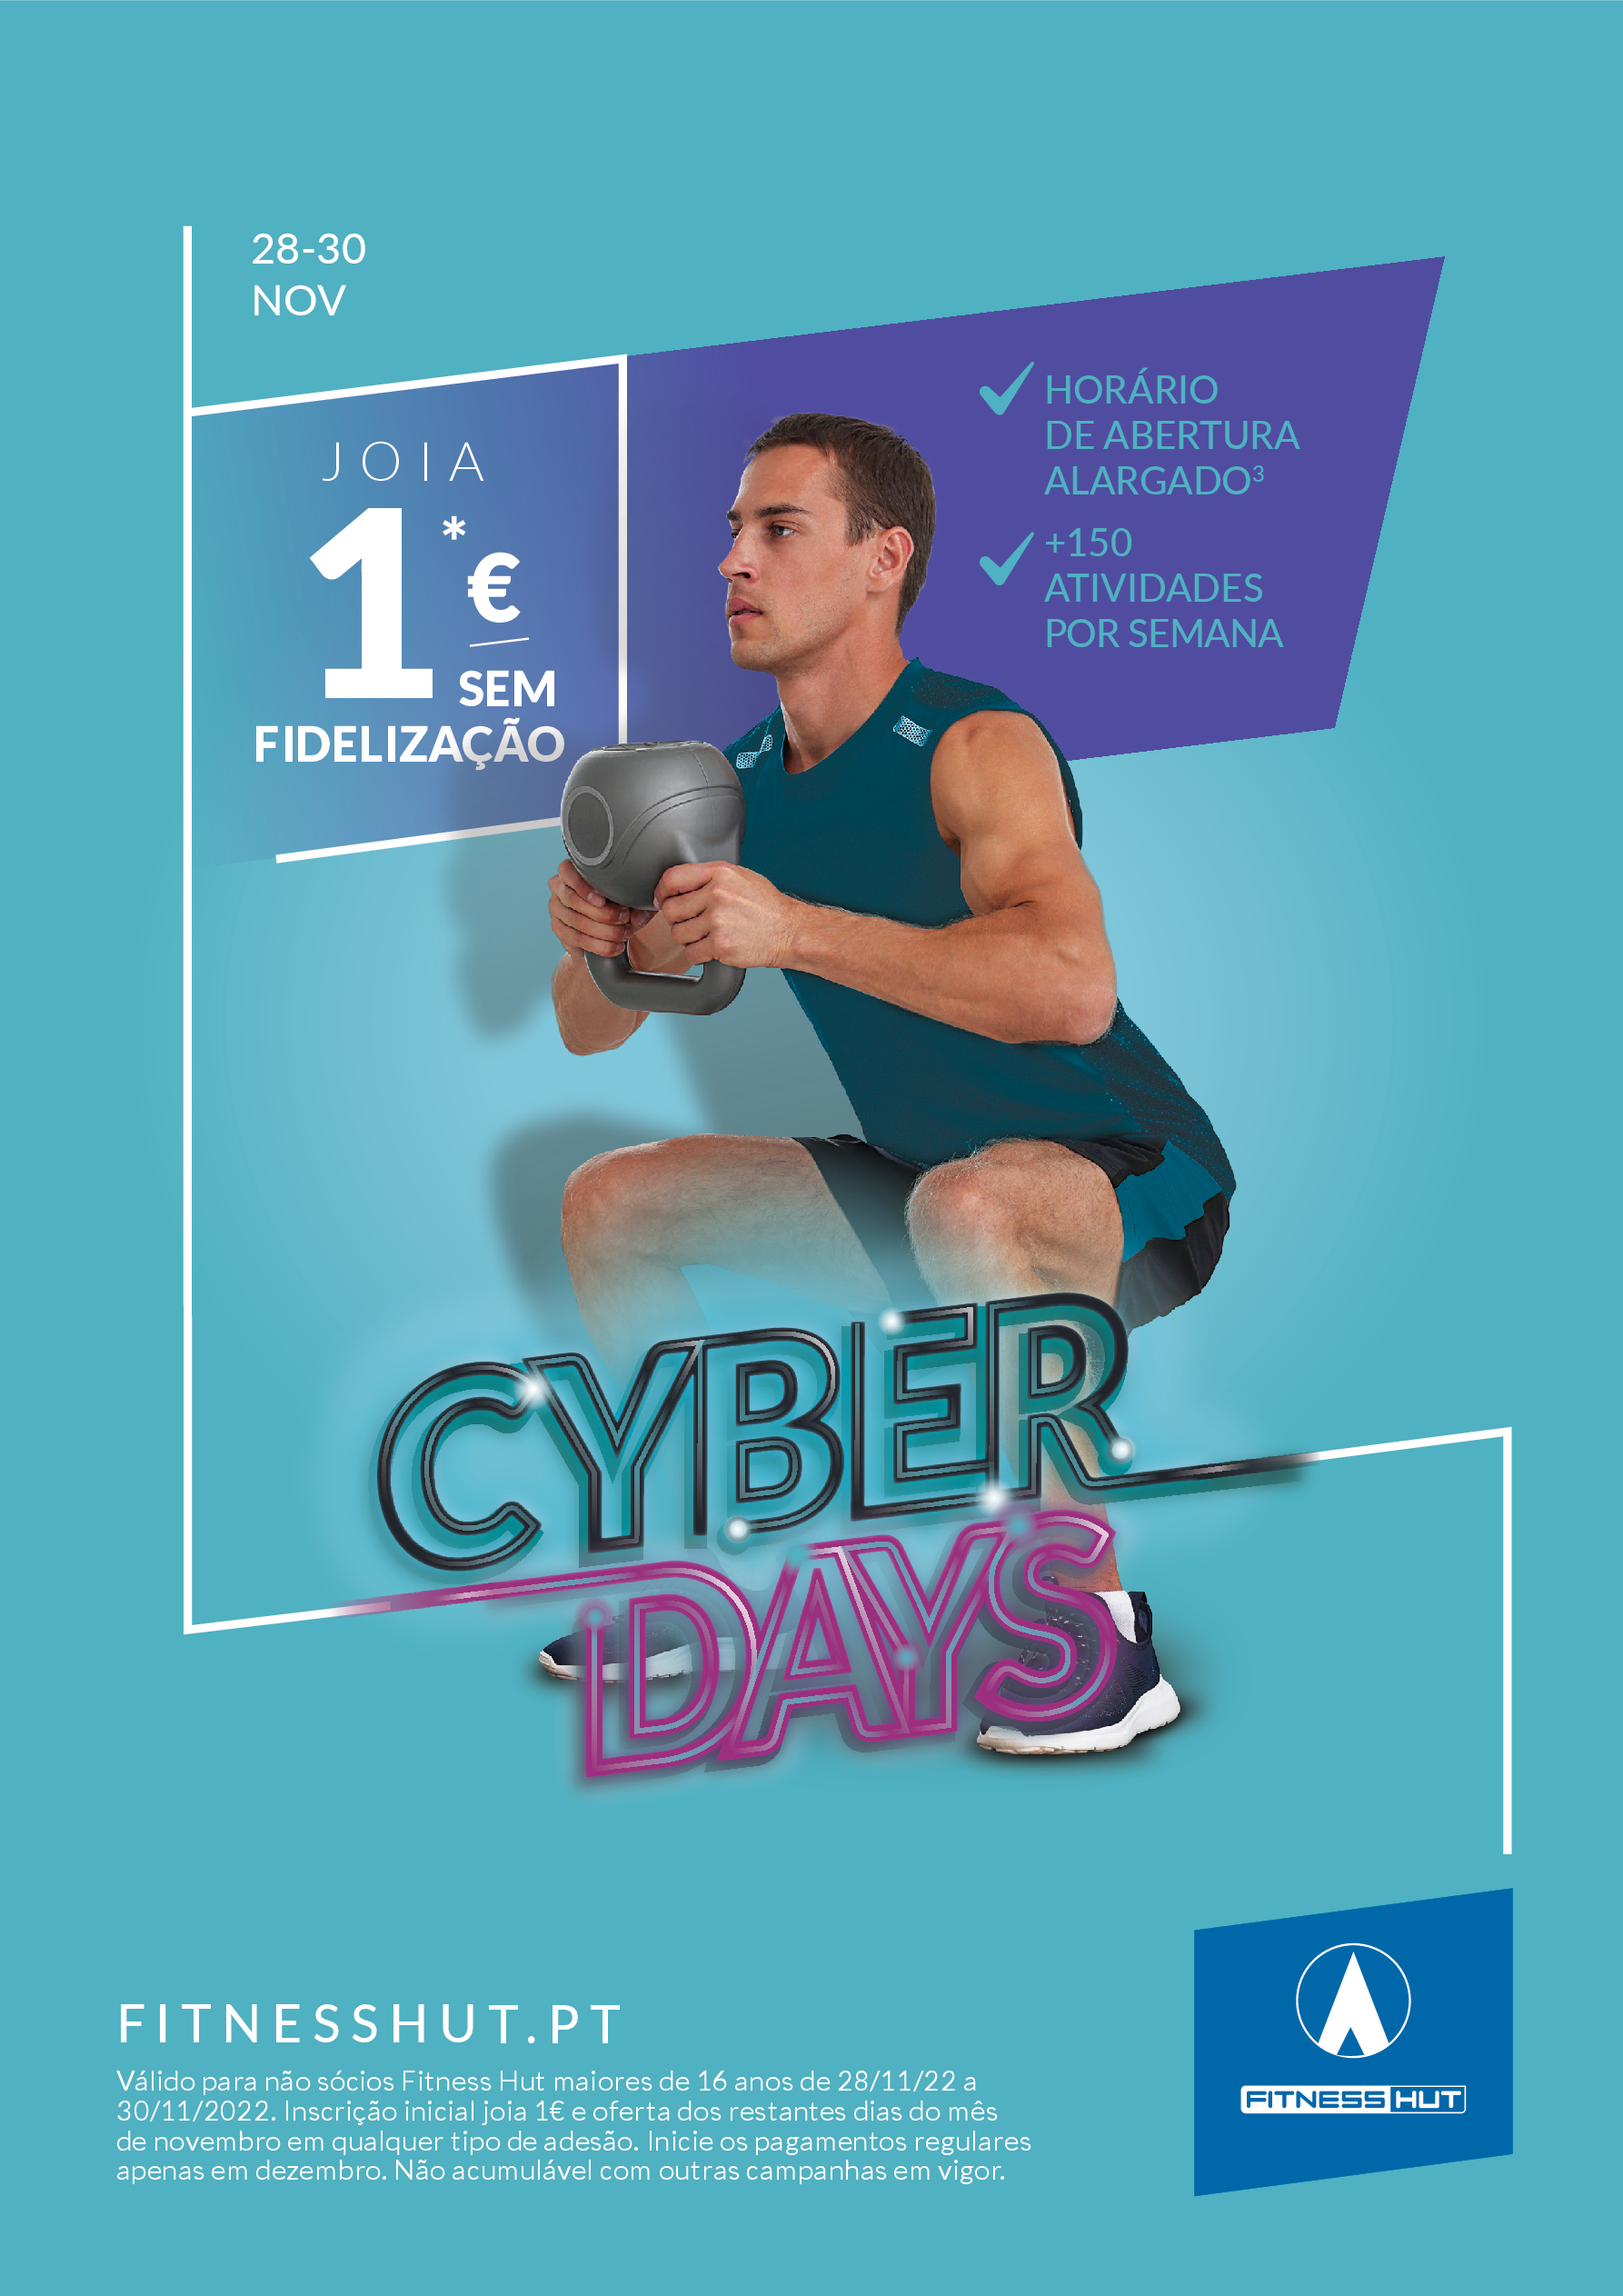 28-30
NOV
JOIA
1*€
SEM
FIDELIZAÇÃO
HORÁRIO
DE ABERTURA
ALARGADO³
+150
ATIVIDADES
POR SEMANA
CYBER
DAYS
FITNESSHUT.PT
Válido para não sócios Fitness Hut maiores de 16 anos de 28/11/22 a
30/11/2022. Inscrição inicial joia 1€ e oferta dos restantes dias do mês
de novembro em qualquer tipo de adesão. Inicie os pagamentos regulares
apenas em dezembro. Não acumulável com outras campanhas em vigor.
FITNESS HUT